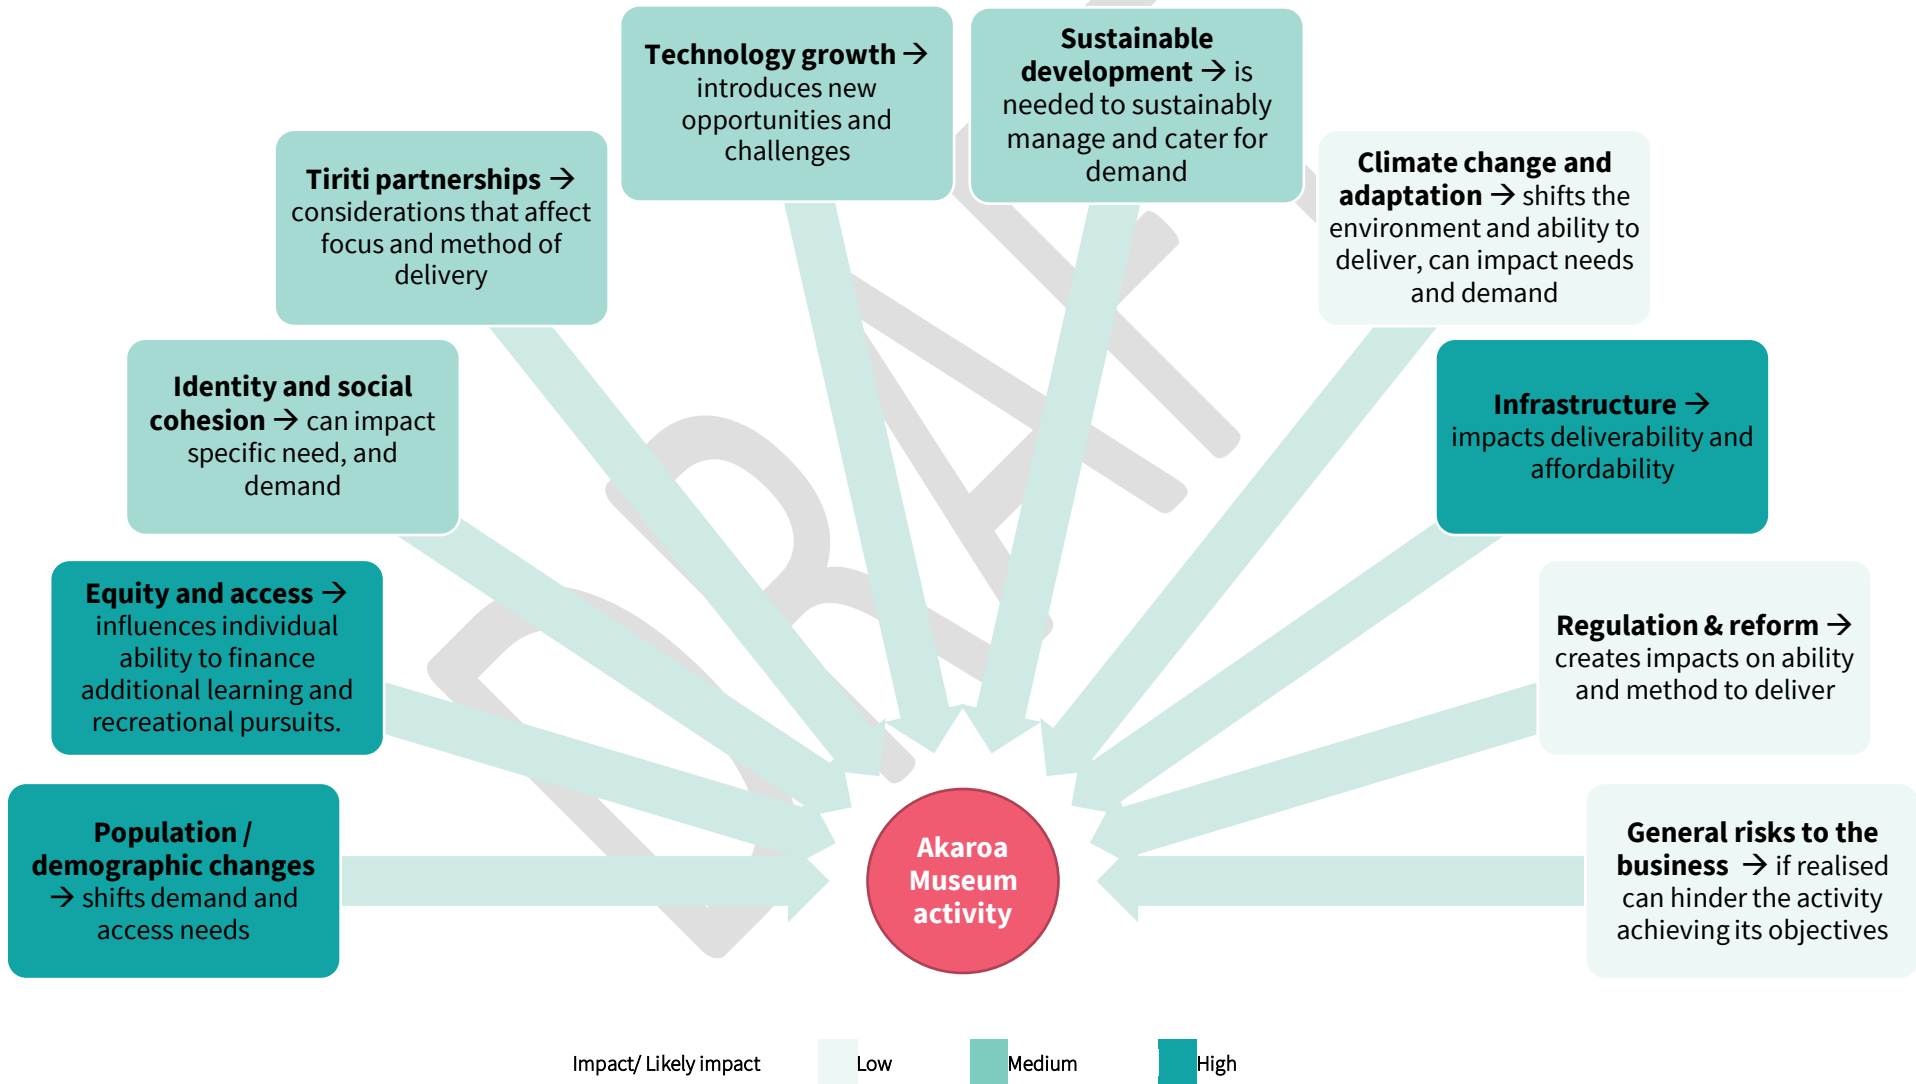 Technology growth →
introduces new
opportunities and
challenges
Sustainable
development → is
needed to sustainably
manage and cater for
demand
Tiriti partnerships →
considerations that affect
focus and method of
delivery
Climate change and
adaptation → shifts the
environment and ability to
deliver, can impact needs
and demand
Identity and social
cohesion → can impact
specific need, and
demand
Infrastructure →
impacts deliverability and
affordability
Equity and access →
influences individual
ability to finance
additional learning and
recreational pursuits.
Regulation & reform →
creates impacts on ability
and method to deliver
Population /
demographic changes
→ shifts demand and
access needs
General risks to the
business → if realised
can hinder the activity
achieving its objectives
Akaroa
Museum
activity
DRAFT
Impact/ Likely impact Low Medium High